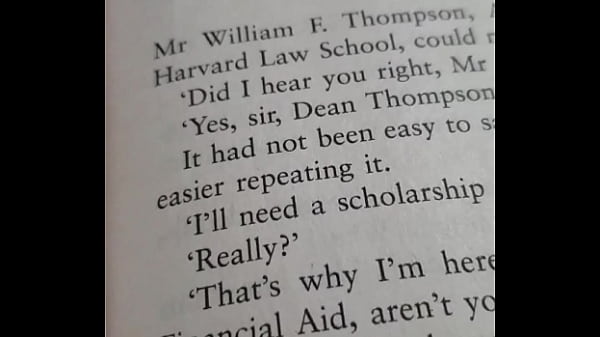 Mr William F. Thompson,
Harvard Law School, could
'Did I hear you right, Mr
'Yes, sir, Dean Thompson
It had not been easy to
easier repeating it.
'I'll need a scholarship
'Really?'
'That's why I'm here
Aid, aren't